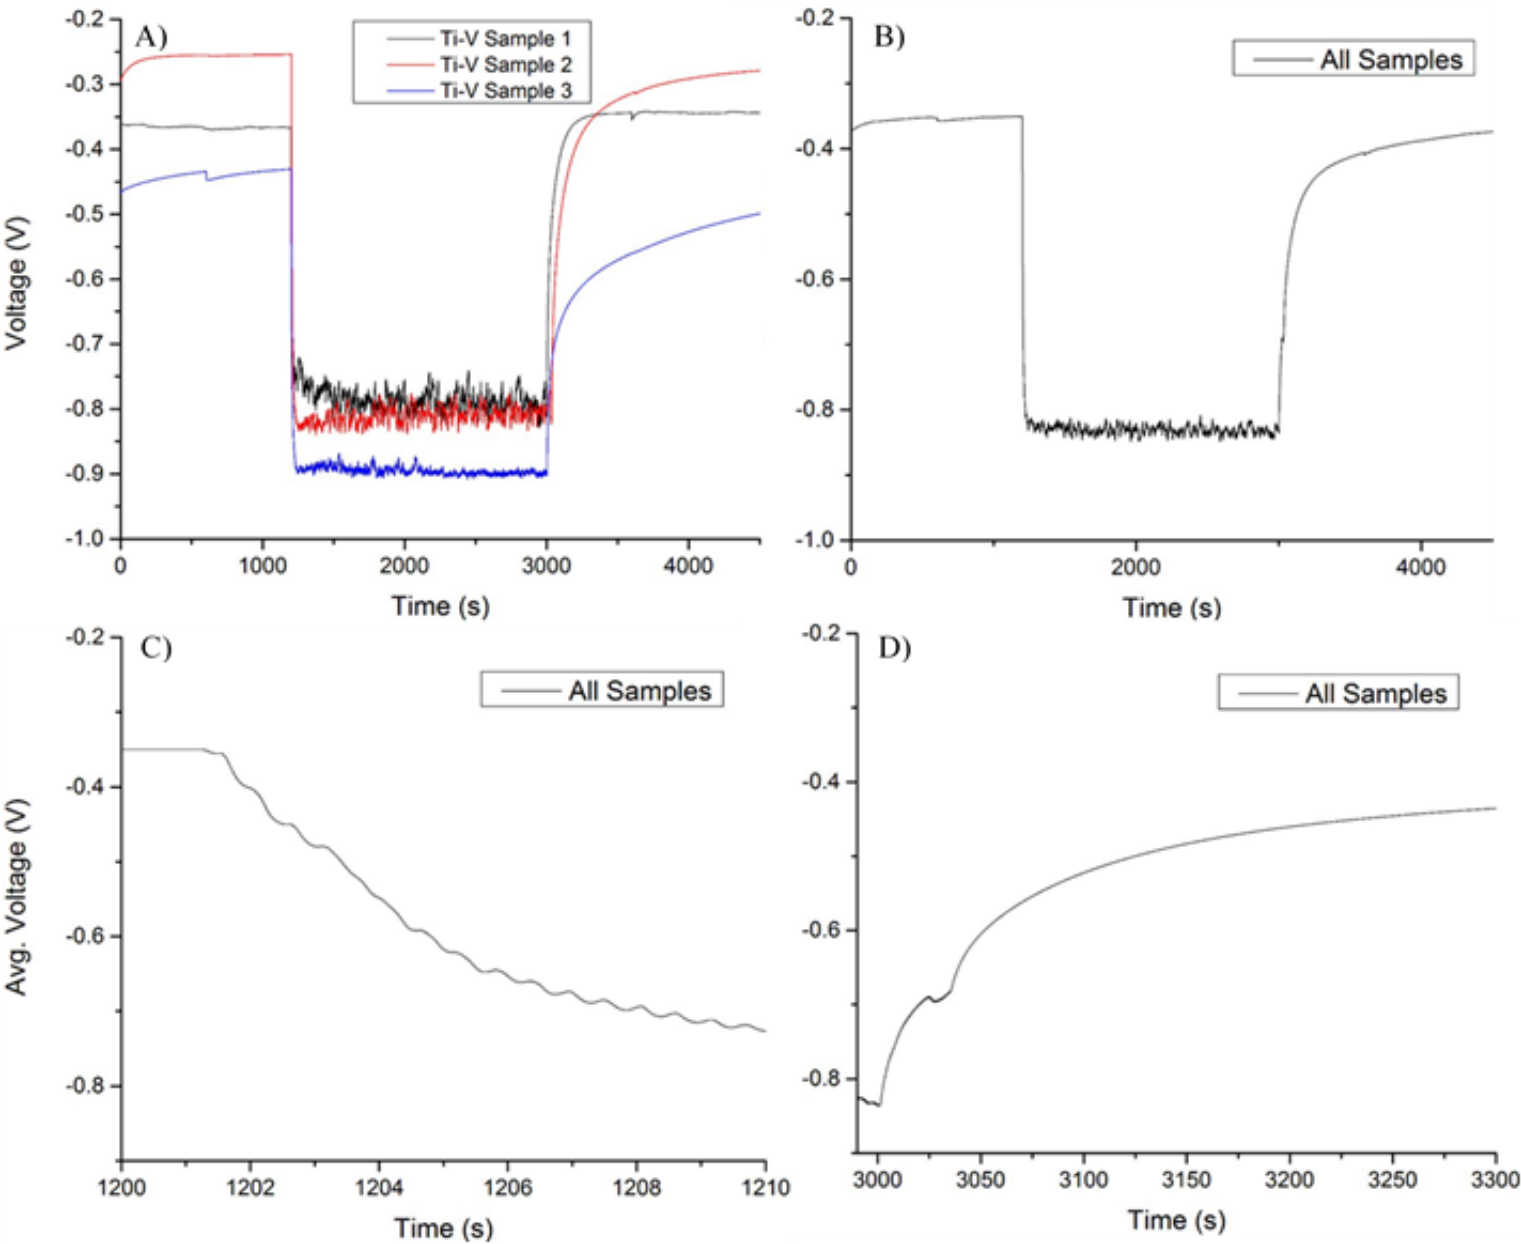 A)
Ti-V Sample 1
Ti-V Sample 2
Ti-V Sample 3
-0.2
-0.3
-0.4
-0.5
-0.6
-0.7
-0.8
-0.9
-1.0
Voltage (V)
0 1000 2000 3000 4000
Time (s)
B)
All Samples
-0.2
-0.4
-0.6
-0.8
-1.0
0 2000 4000
Time (s)
C)
All Samples
-0.2
-0.4
-0.6
-0.8
Avg. Voltage (V)
1200 1202 1204 1206 1208 1210
Time (s)
D)
All Samples
-0.2
-0.4
-0.6
-0.8
3000 3050 3100 3150 3200 3250 3300
Time (s)